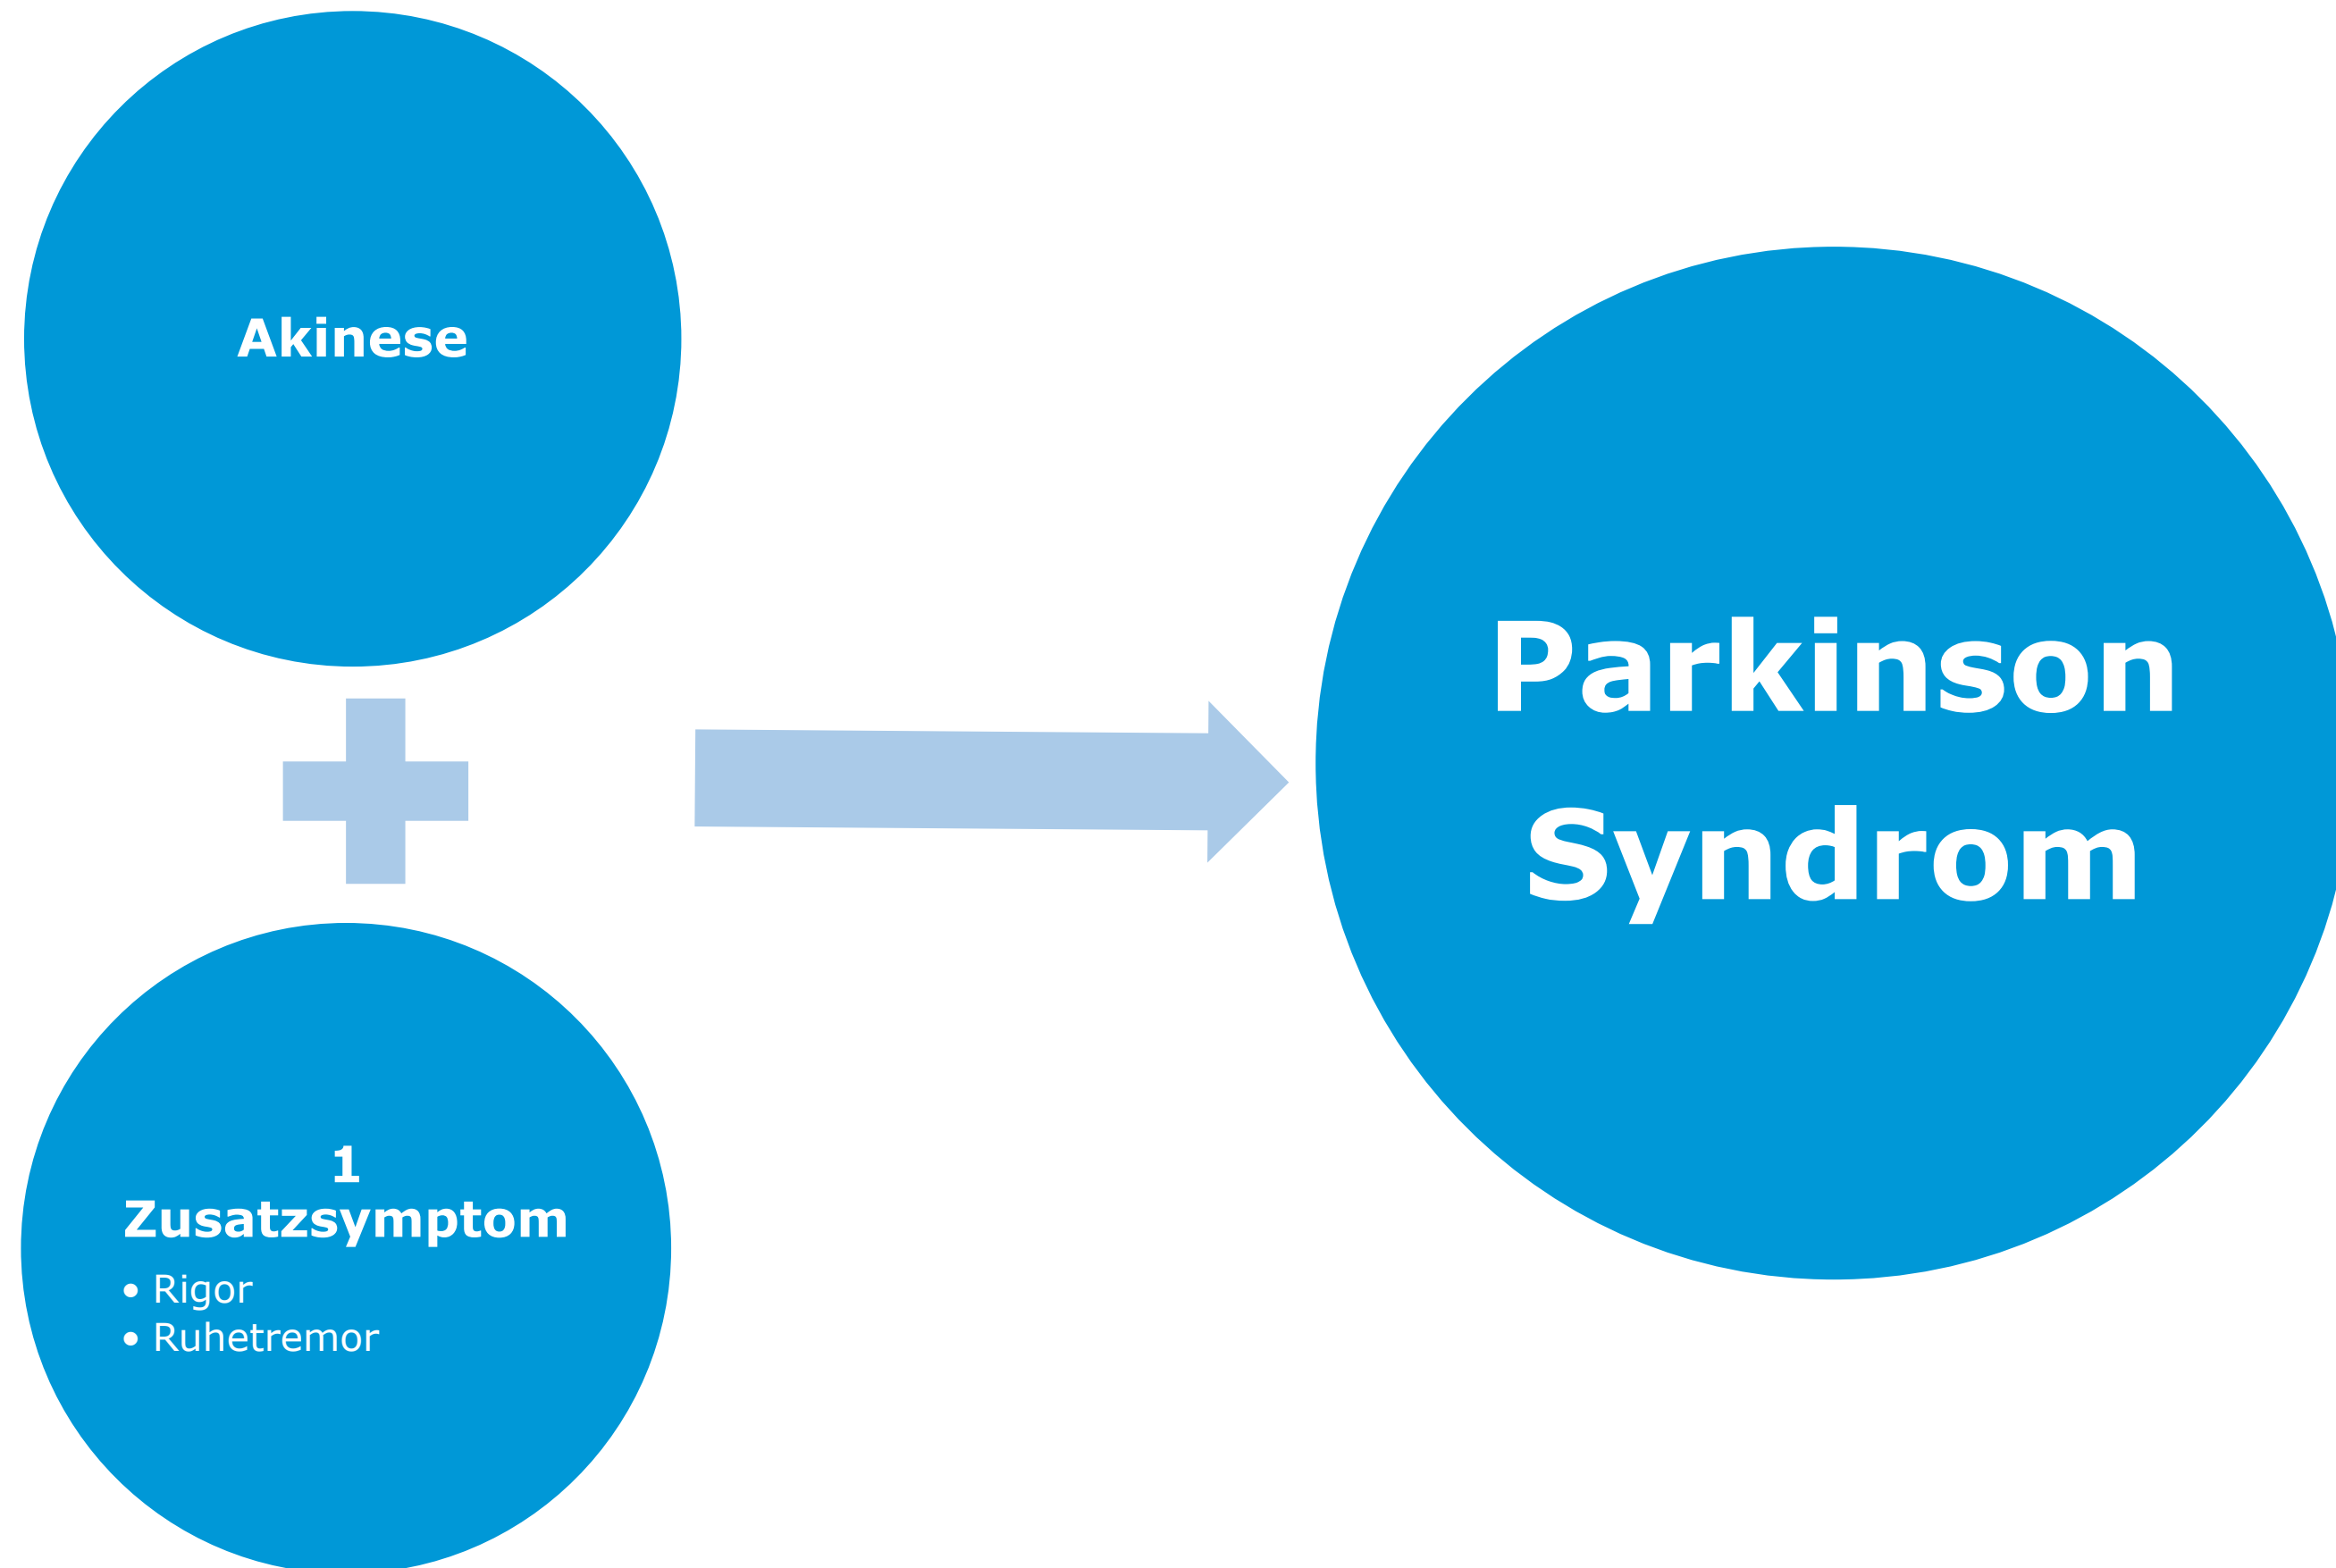 Akinese
1
Zusatzsymptom
• Rigor
• Ruhetremor
Parkinson
Syndrom